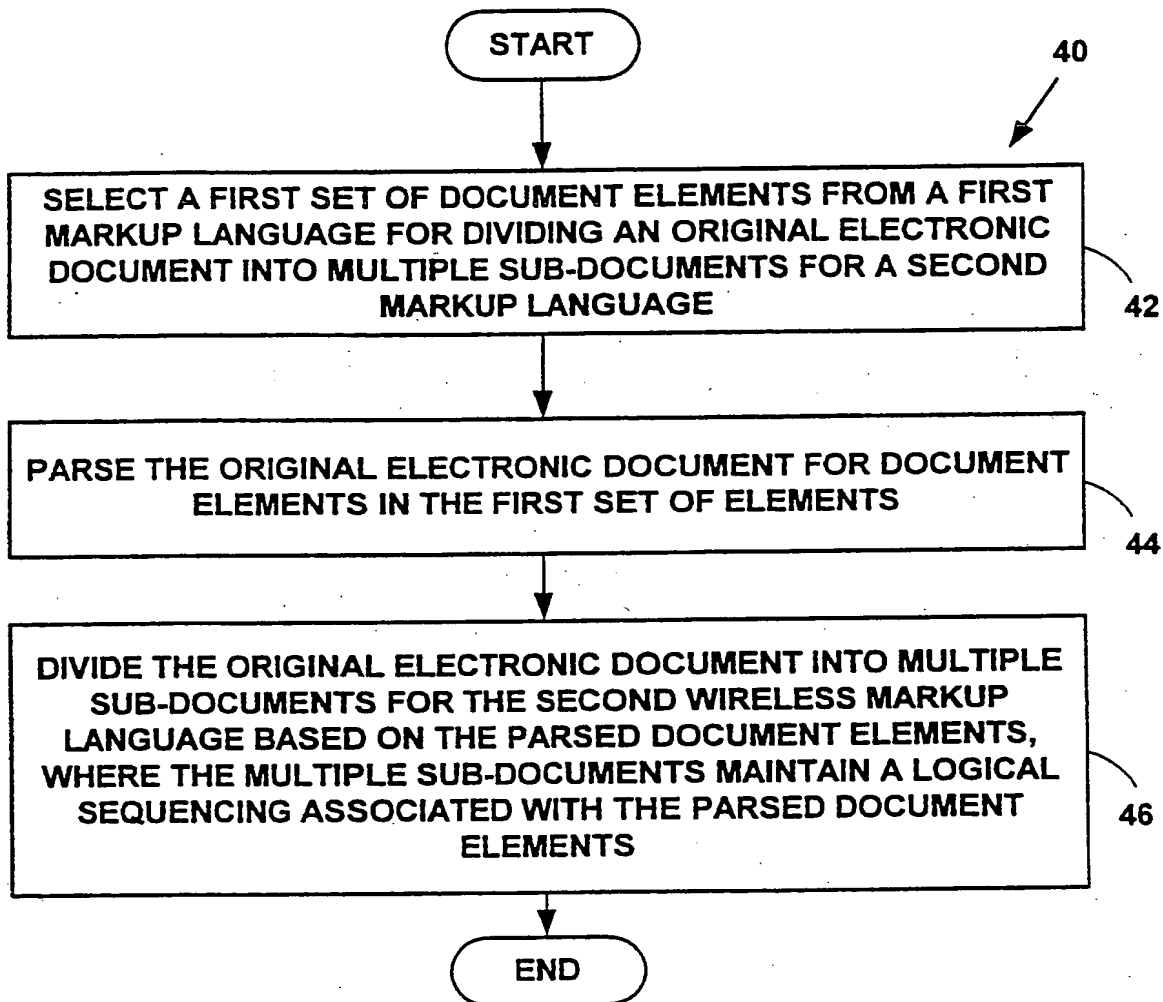 START
40
SELECT A FIRST SET OF DOCUMENT ELEMENTS FROM A FIRST
MARKUP LANGUAGE FOR DIVIDING AN ORIGINAL ELECTRONIC
DOCUMENT INTO MULTIPLE SUB-DOCUMENTS FOR A SECOND
MARKUP LANGUAGE
42
PARSE THE ORIGINAL ELECTRONIC DOCUMENT FOR DOCUMENT
ELEMENTS IN THE FIRST SET OF ELEMENTS
44
DIVIDE THE ORIGINAL ELECTRONIC DOCUMENT INTO MULTIPLE
SUB-DOCUMENTS FOR THE SECOND WIRELESS MARKUP
LANGUAGE BASED ON THE PARSED DOCUMENT ELEMENTS,
WHERE THE MULTIPLE SUB-DOCUMENTS MAINTAIN A LOGICAL
SEQUENCING ASSOCIATED WITH THE PARSED DOCUMENT
ELEMENTS
46
END